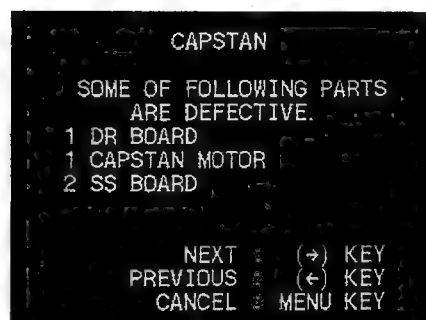 CAPSTAN
SOME OF FOLLOWING PARTS
ARE DEFECTIVE.
1 DR BOARD
1 CAPSTAN MOTOR
2 SS BOARD
NEXT : (→) KEY
PREVIOUS : (←) KEY
CANCEL : MENU KEY